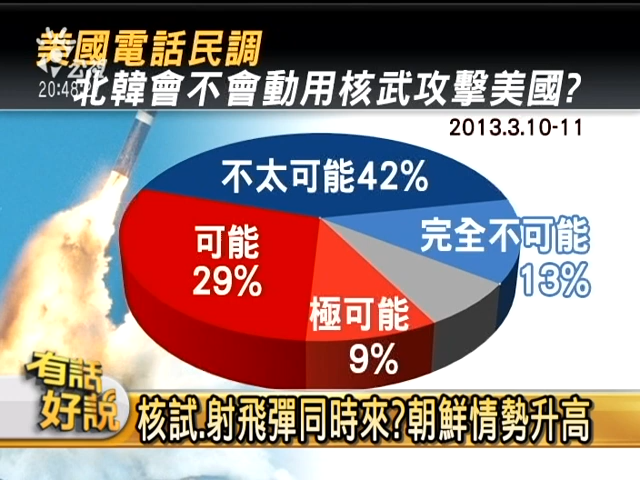 美國電話民調
公視
20:48
北韓會不會動用核武攻擊美國?
2013.3.10-11
不太可能42%
完全不可能
13%
可能
29%
極可能
9%
有話
好說
核試.射飛彈同時來?朝鮮情勢升高